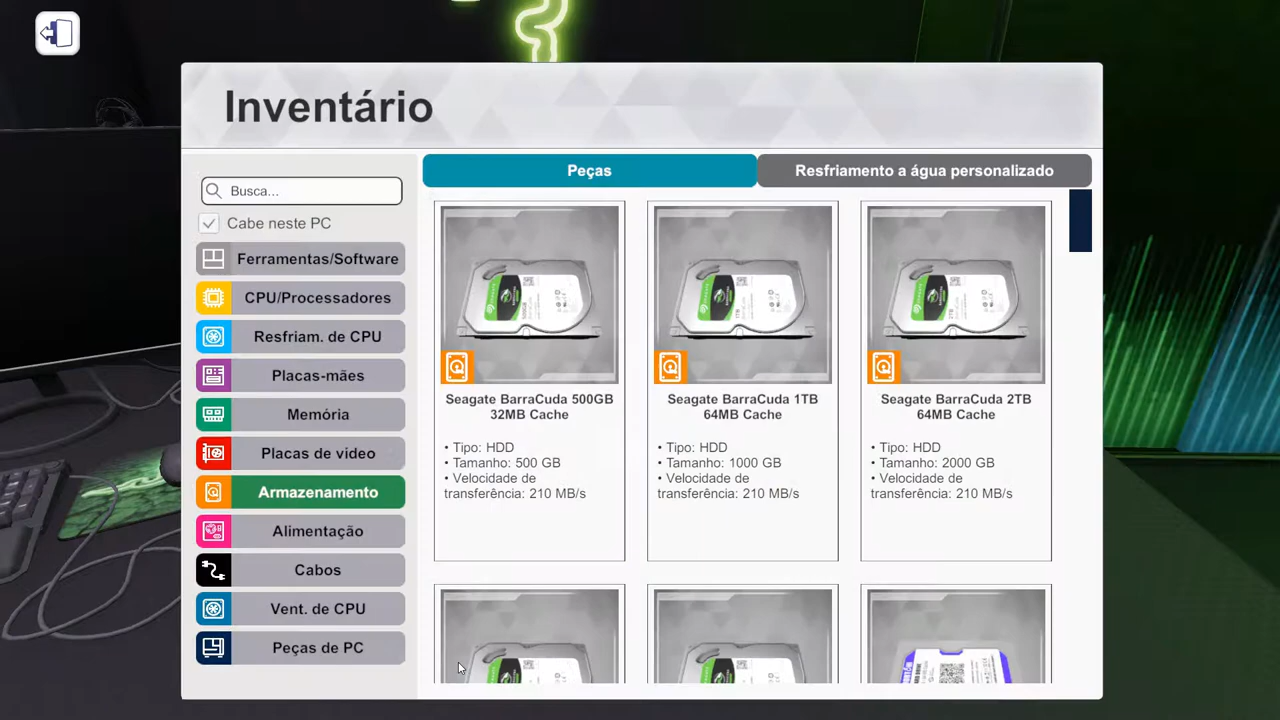 Inventário
Busca...
Cabe neste PC
Ferramentas/Software
CPU/Processadores
Resfriam. de CPU
Placas-mães
Memória
Placas de vídeo
Armazenamento
Alimentação
Cabos
Vent. de CPU
Peças de PC
Peças
Resfriamento a água personalizado
Seagate BarraCuda 500GB
32MB Cache
• Tipo: HDD
• Tamanho: 500 GB
• Velocidade de
transferência: 210 MB/s
Seagate BarraCuda 1TB
64MB Cache
• Tipo: HDD
• Tamanho: 1000 GB
• Velocidade de
transferência: 210 MB/s
Seagate BarraCuda 2TB
64MB Cache
• Tipo: HDD
• Tamanho: 2000 GB
• Velocidade de
transferência: 210 MB/s